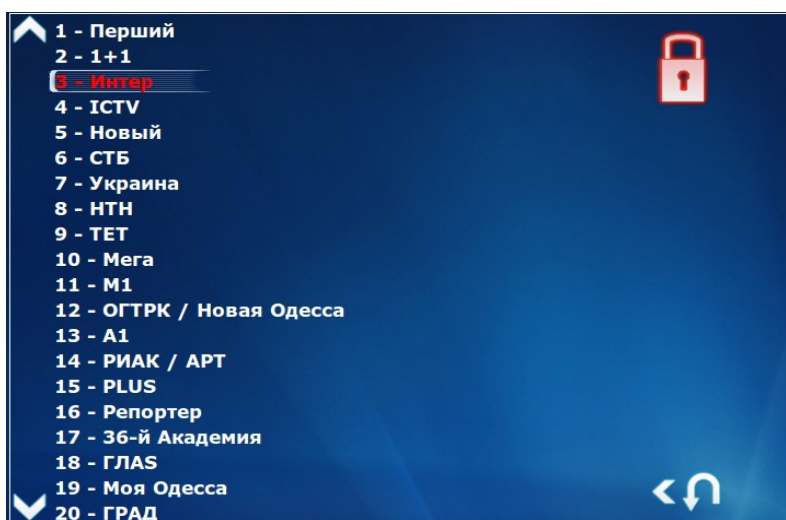 1 - Перший
2 - 1+1
3 - Интер
4 - ICTV
5 - Новый
6 - СТБ
7 - Украина
8 - НТН
9 - ТЕТ
10 - Мега
11 - М1
12 - ОГТРК / Новая Одесса
13 - А1
14 - РИАК / АРТ
15 - PLUS
16 - Репортер
17 - 36-й Академия
18 - ГЛАS
19 - Моя Одесса
20 - ГРАД